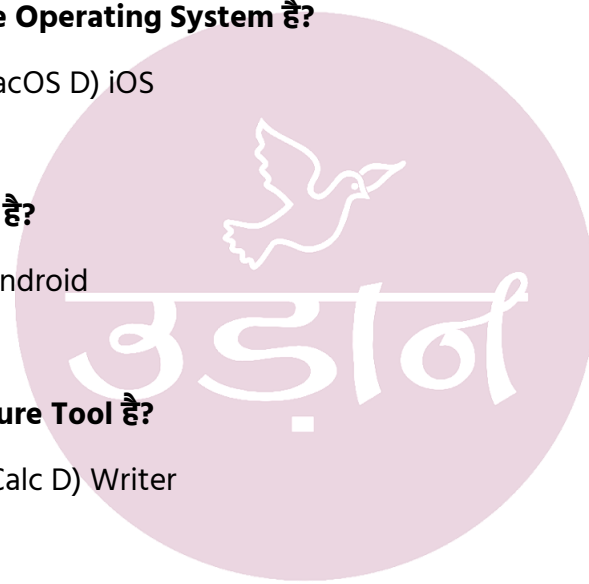 e Operating System है?
acOS D) iOS
है?
ndroid
उड़ान
ure Tool है?
Calc D) Writer